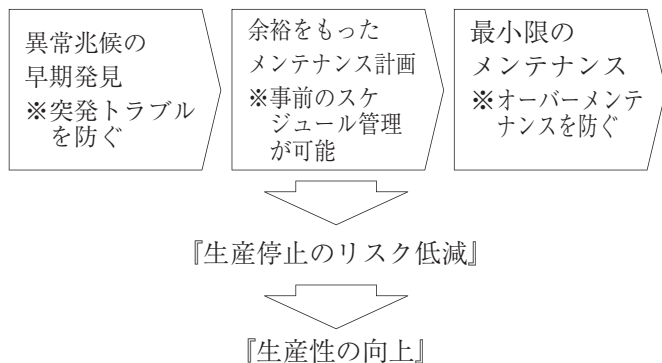 異常兆候の
早期発見
※突発トラブル
を防ぐ
余裕をもった
メンテナンス計画
※事前のスケ
ジュール管理
が可能
最小限の
メンテナンス
※オーバーメンテ
ナンスを防ぐ
『生産停止のリスク低減』
『生産性の向上』